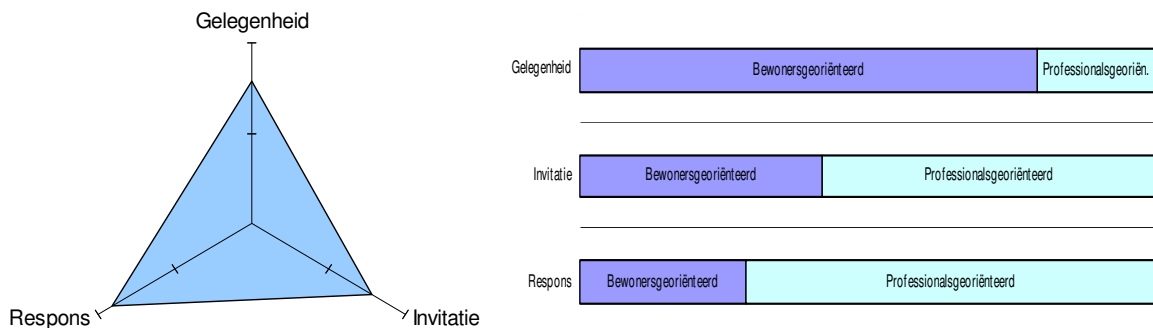 Gelegenheid
Respons
Invitatie
Gelegenheid
Bewonersgeoriënteerd
Professionalsgeoriën.
Invitatie
Bewonersgeoriënteerd
Professionalsgeoriënteerd
Respons
Bewonersgeoriënteerd
Professionalsgeoriënteerd